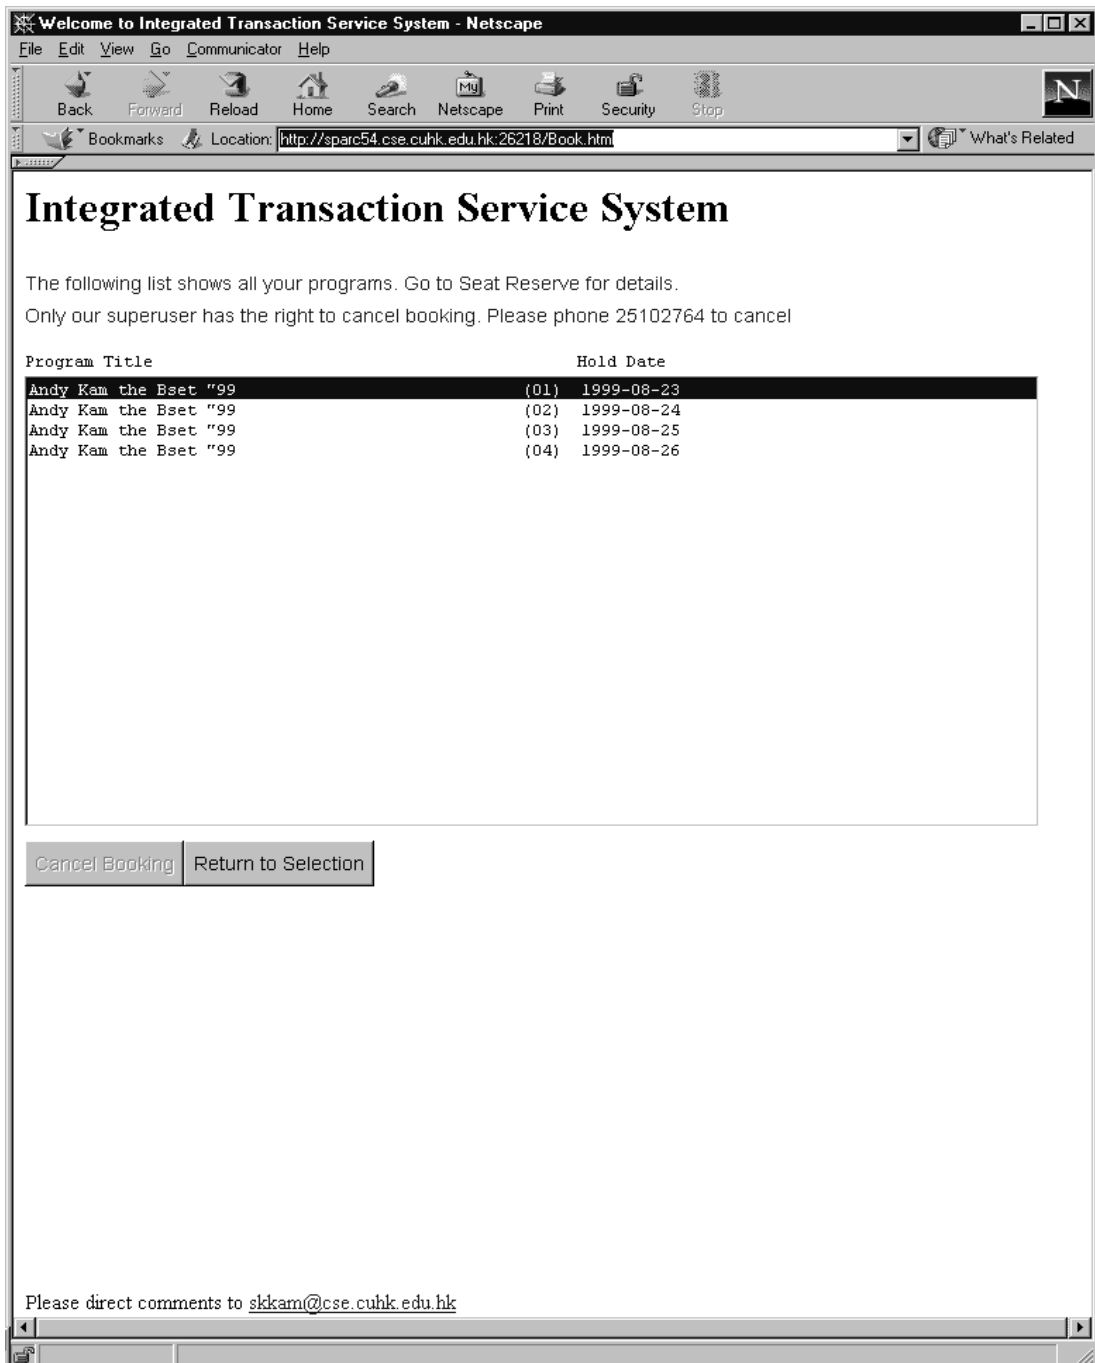 Welcome to Integrated Transaction Service System - Netscape
File Edit View Go Communicator Help
Back Forward Reload Home Search Netscape Print Security Stop
Bookmarks Location: http://sparc54.cse.cuhk.edu.hk:26218/Book.html What's Related
Integrated Transaction Service System
The following list shows all your programs. Go to Seat Reserve for details.
Only our superuser has the right to cancel booking. Please phone 25102764 to cancel
Program Title Hold Date
Andy Kam the Bset "99 (01) 1999-08-23
Andy Kam the Bset "99 (02) 1999-08-24
Andy Kam the Bset "99 (03) 1999-08-25
Andy Kam the Bset "99 (04) 1999-08-26
Cancel Booking Return to Selection
Please direct comments to skkam@cse.cuhk.edu.hk